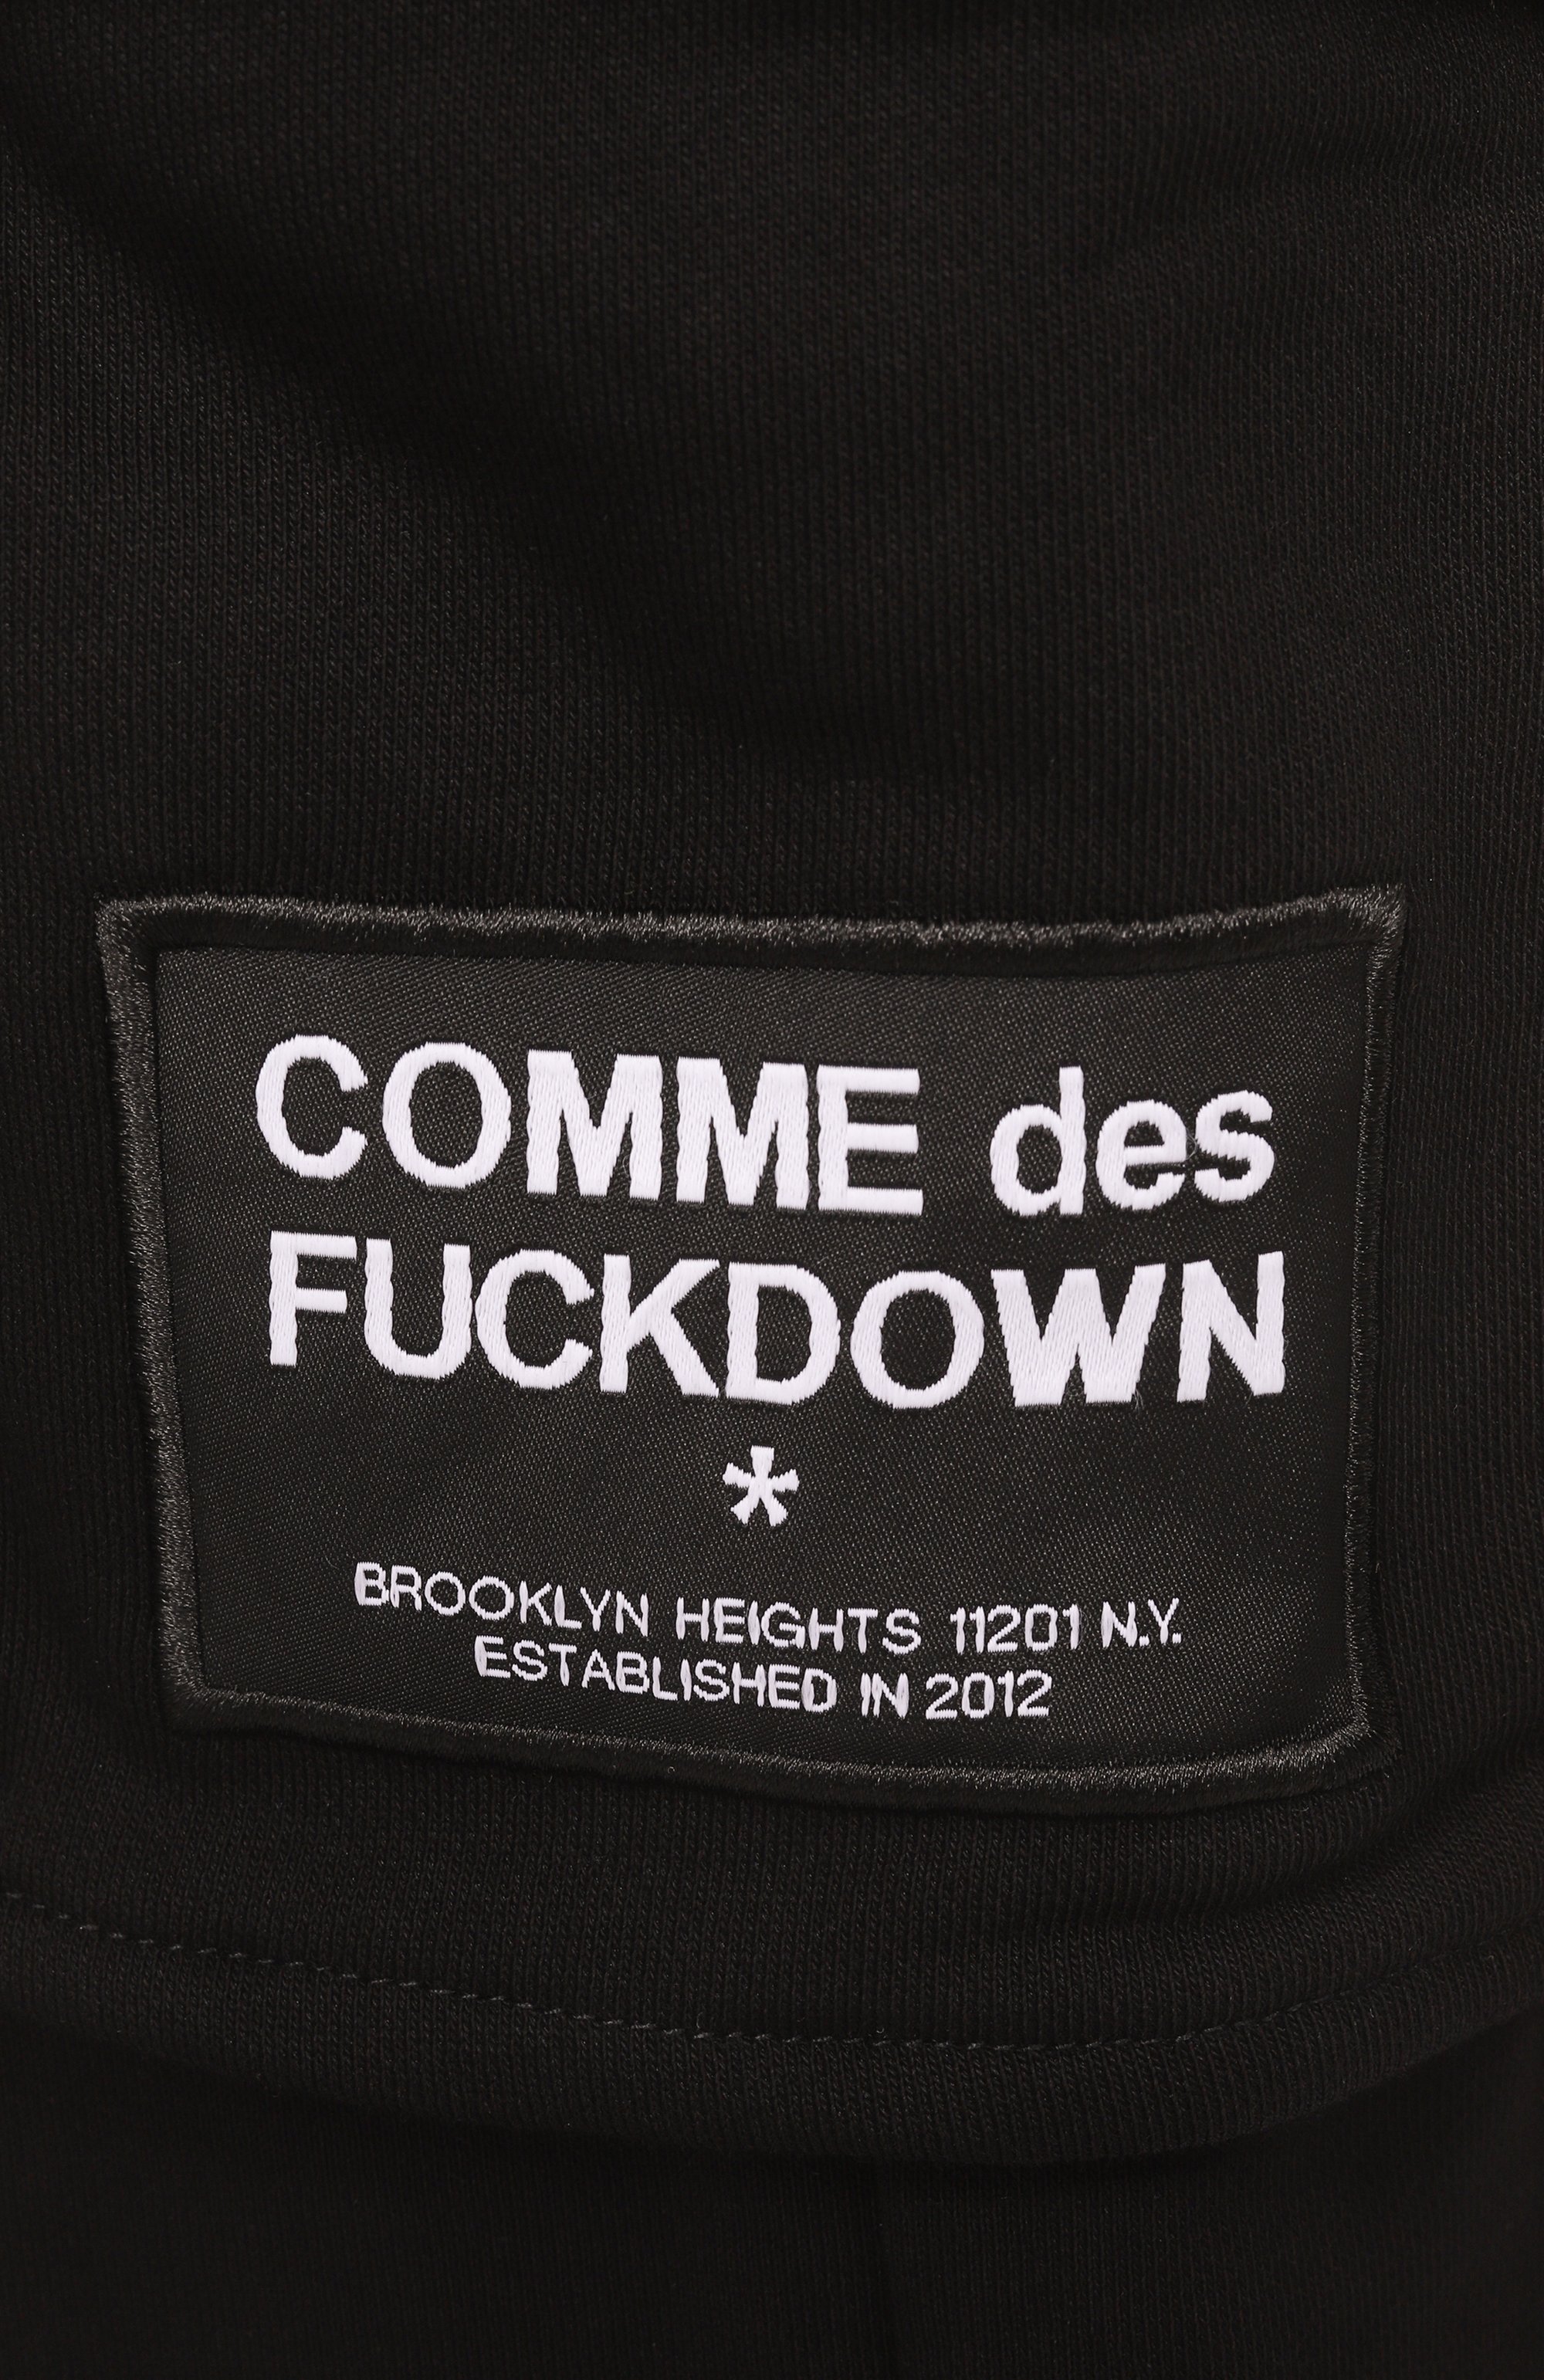 COMME des
FUCKDOWN
*
BROOKLYN HEIGHTS 11201 N.Y.
ESTABLISHED IN 2012